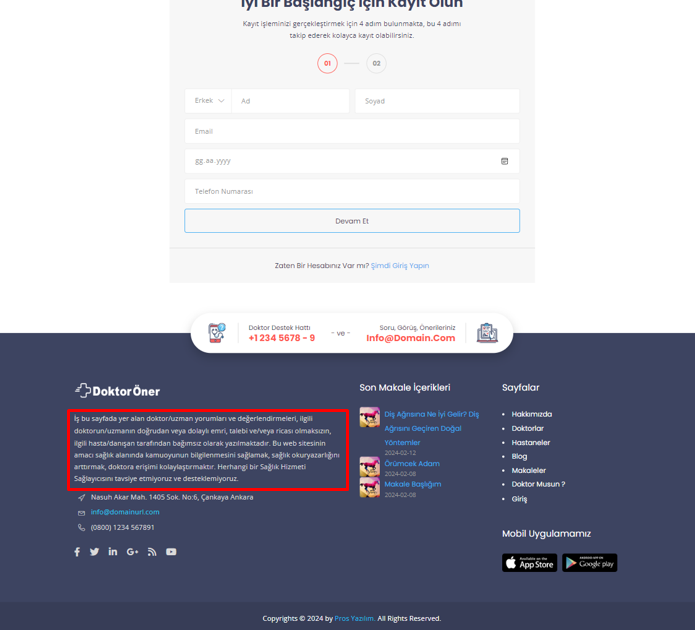 İyi Bir Başlangıç İçin Kayıt Olun
Kayıt işleminizi gerçekleştirmek için 4 adım bulunmakta, bu 4 adımı
takip ederek kolayca kayıt olabilirsiniz.
01
02
Erkek
Ad
Soyad
Email
gg.aa.yyyy
Telefon Numarası
Devam Et
Zaten Bir Hesabınız Var mı? Şimdi Giriş Yapın
Doktor Destek Hattı
+1 234 5678 - 9
- ve -
Soru, Görüş, Önerileriniz
Info@Domain.Com
DoktorÖner
İş bu sayfada yer alan doktor/uzman yorumları ve değerlendirmeleri, ilgili
doktorun/uzmanın doğrudan veya dolaylı emri, talebi ve/veya ricası olmaksızın,
ilgili hasta/danışan tarafından bağımsız olarak yazılmaktadır. Bu web sitesinin
amacı sağlık alanında kamuoyunun bilgilenmesini sağlamak, sağlık okuryazarlığını
arttırmak, doktora erişimi kolaylaştırmaktır. Herhangi bir Sağlık Hizmeti
Sağlayıcısını tavsiye etmiyoruz ve desteklemiyoruz.
Nasuh Akar Mah. 1405 Sok. No:6, Çankaya Ankara
info@domainurl.com
(0800) 1234 567891
Son Makale İçerikleri
Diş Ağrısına Ne İyi Gelir? Diş
Ağrısını Geçiren Doğal
Yöntemler
2024-02-12
Örümcek Adam
2024-02-08
Makale Başlığım
2024-02-08
Sayfalar
Hakkımızda
Doktorlar
Hastaneler
Blog
Makaleler
Doktor Musun ?
Giriş
Mobil Uygulamamız
Available on the
App Store
ANDROID APP ON
Google play
Copyrights © 2024 by Pros Yazılım. All Rights Reserved.